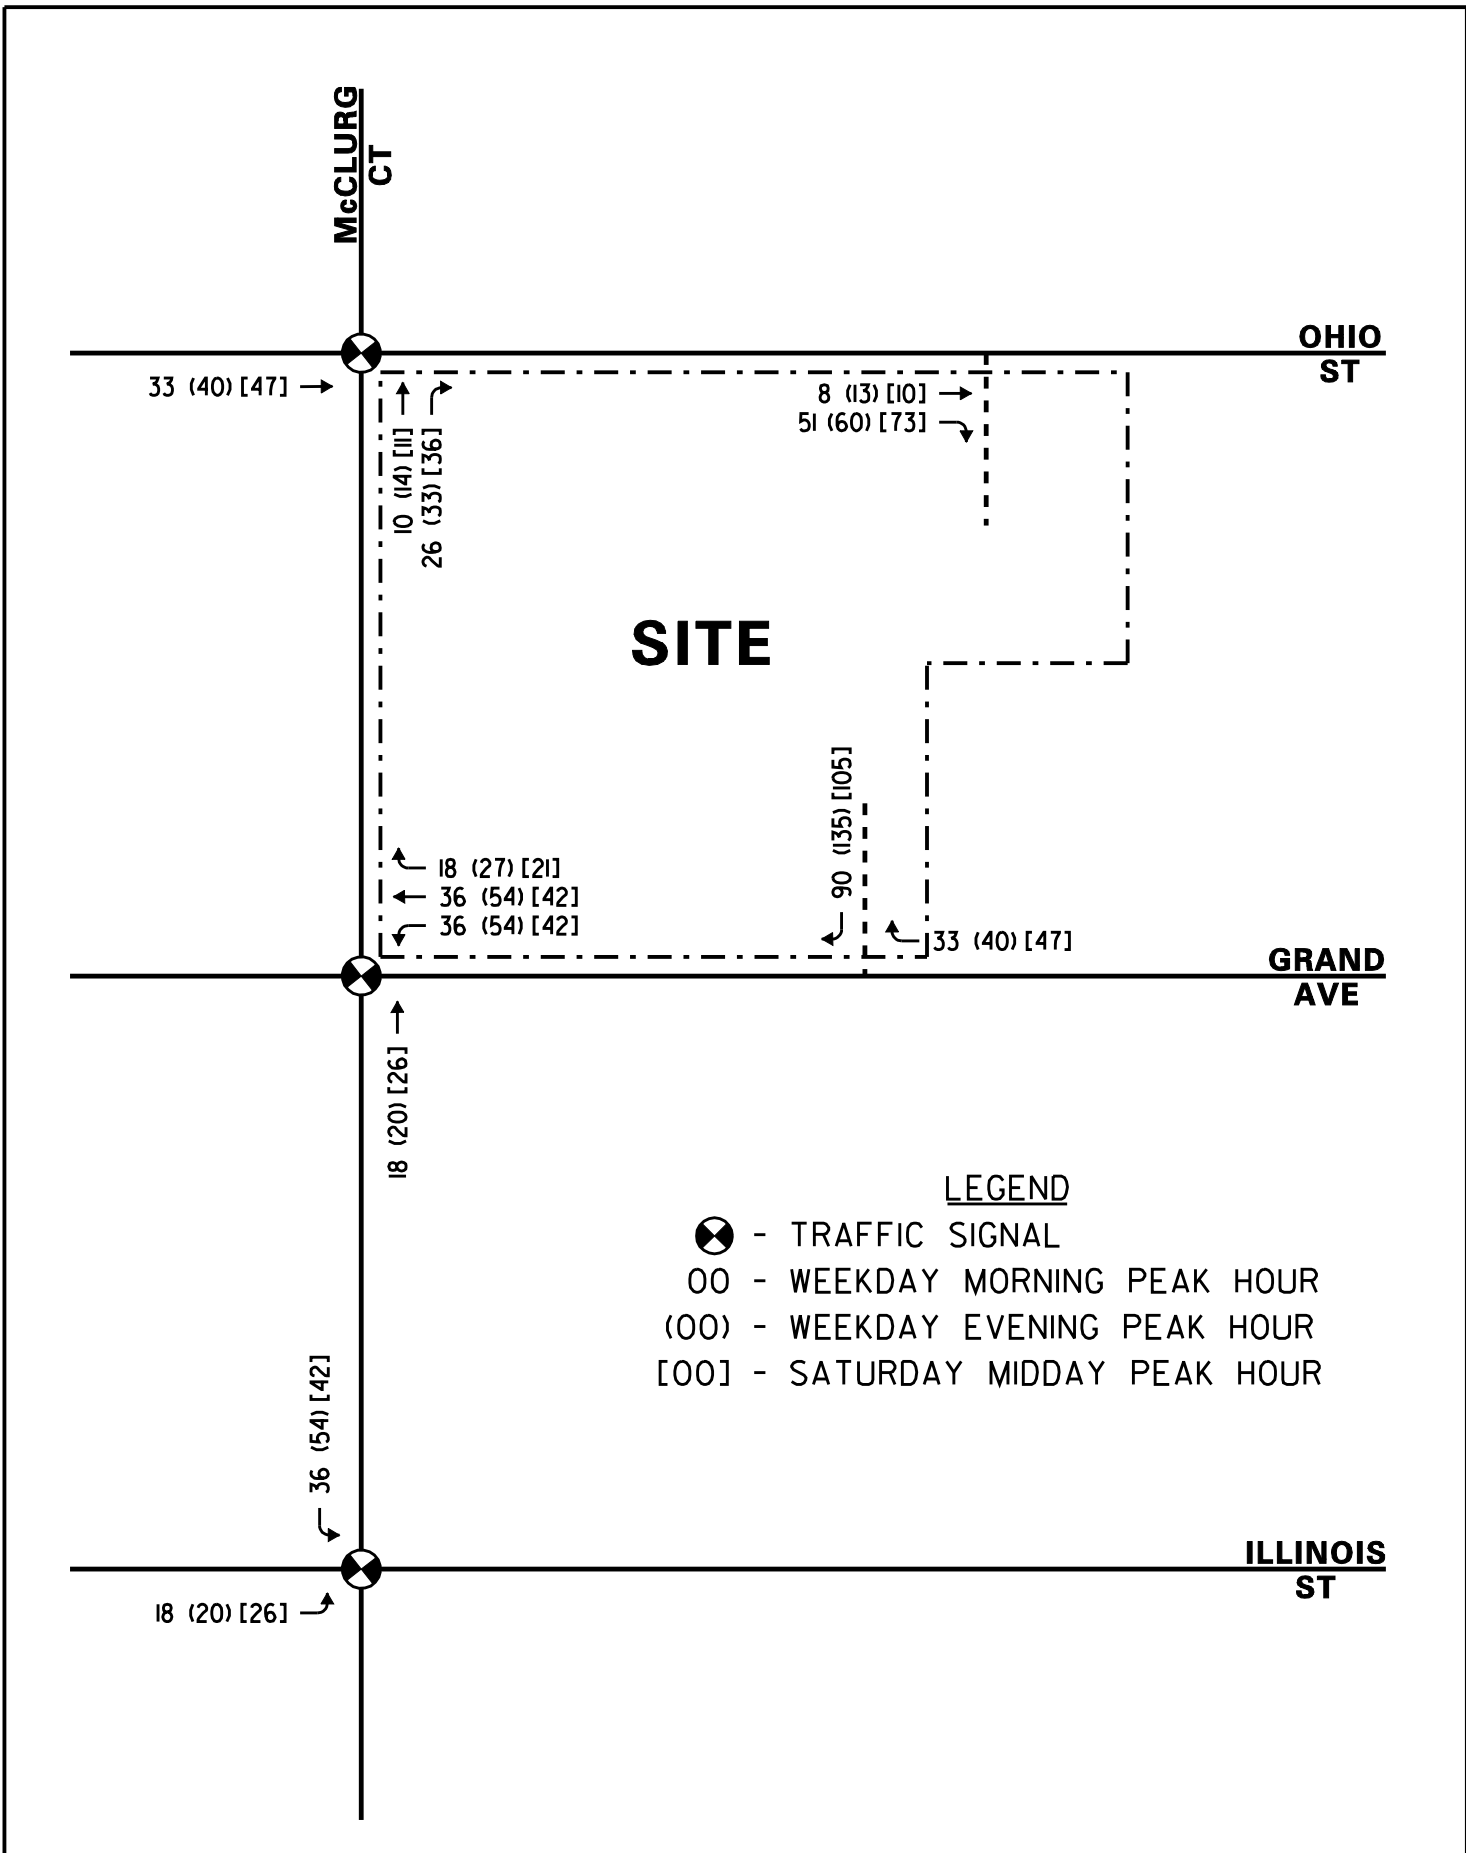 McCLURG
CT
OHIO
ST
33 (40) [47]
8 (13) [10]
51 (60) [73]
10 (14) [11]
26 (33) [36]
SITE
90 (135) [105]
18 (27) [21]
36 (54) [42]
36 (54) [42]
33 (40) [47]
GRAND
AVE
18 (20) [26]
LEGEND
- TRAFFIC SIGNAL
00 - WEEKDAY MORNING PEAK HOUR
(00) - WEEKDAY EVENING PEAK HOUR
[00] - SATURDAY MIDDAY PEAK HOUR
36 (54) [42]
ILLINOIS
ST
18 (20) [26]